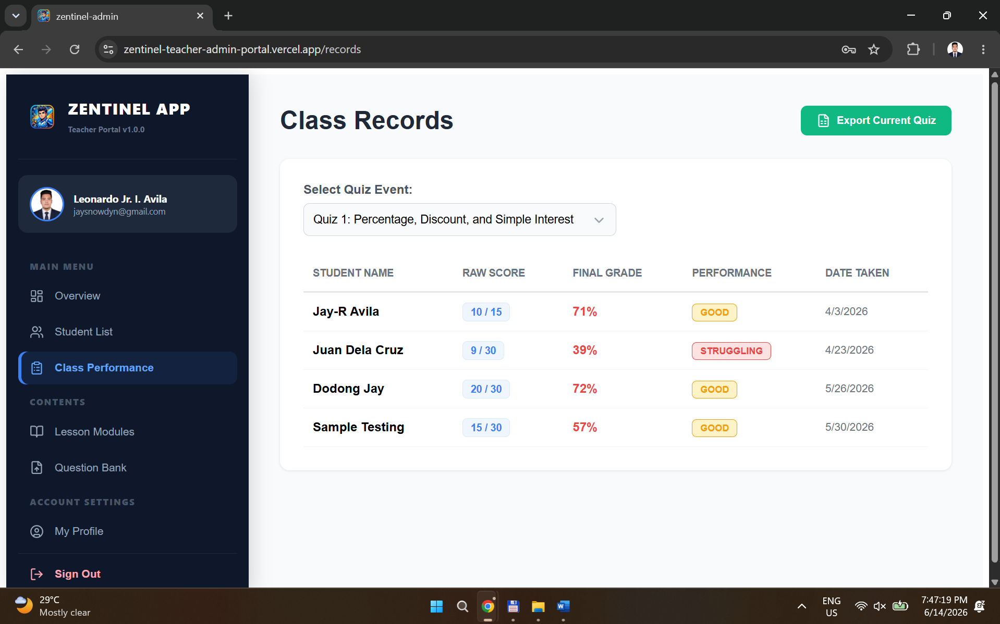 zentinel-admin
zentinel-teacher-admin-portal.vercel.app/records
ZENTINEL APP
Teacher Portal v1.0.0
Leonardo Jr. I. Avila
jaysnowdyn@gmail.com
MAIN MENU
Overview
Student List
Class Performance
CONTENTS
Lesson Modules
Question Bank
ACCOUNT SETTINGS
My Profile
Sign Out
Class Records
Export Current Quiz
Select Quiz Event:
Quiz 1: Percentage, Discount, and Simple Interest
STUDENT NAME RAW SCORE FINAL GRADE PERFORMANCE DATE TAKEN
Jay-R Avila 10 / 15 71% GOOD 4/3/2026
Juan Dela Cruz 9 / 30 39% STRUGGLING 4/23/2026
Dodong Jay 20 / 30 72% GOOD 5/26/2026
Sample Testing 15 / 30 57% GOOD 5/30/2026
29°C
Mostly clear
ENG
US
7:47:19 PM
6/14/2026